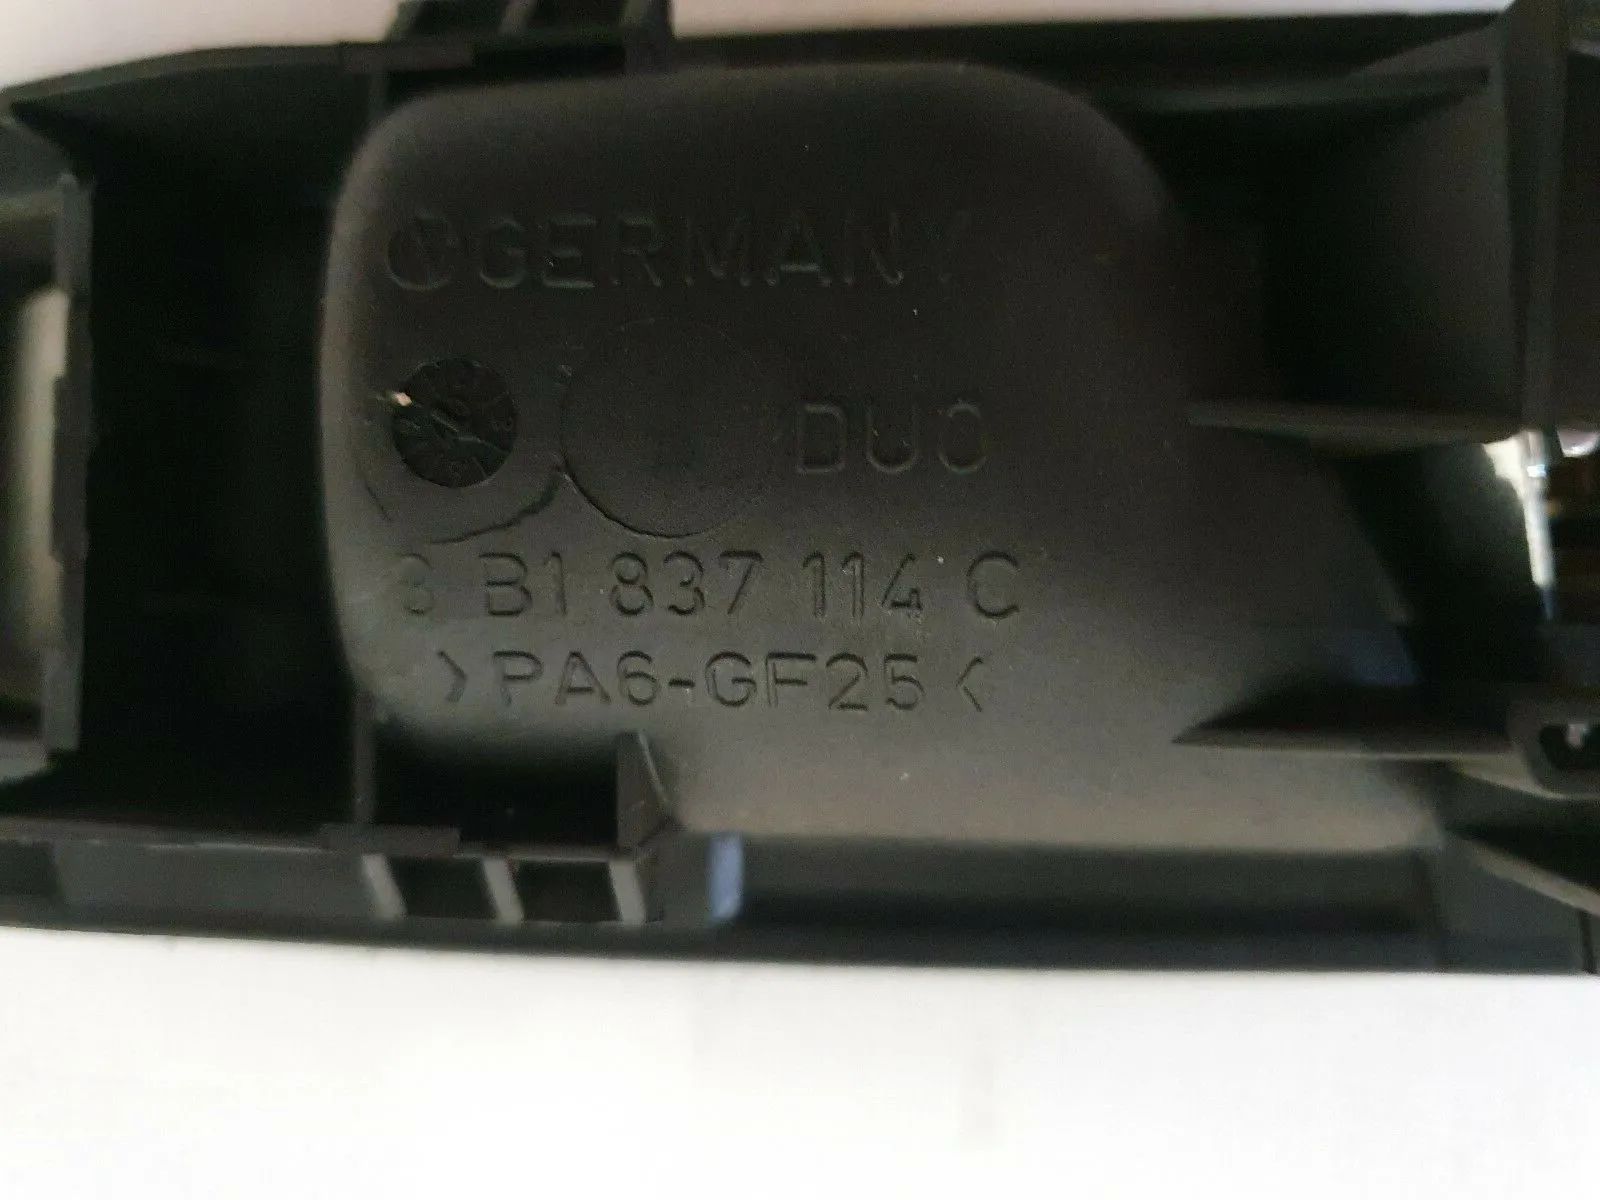 GERMANY
DUO
3 B1 837 114 C
>PA6-GF25<